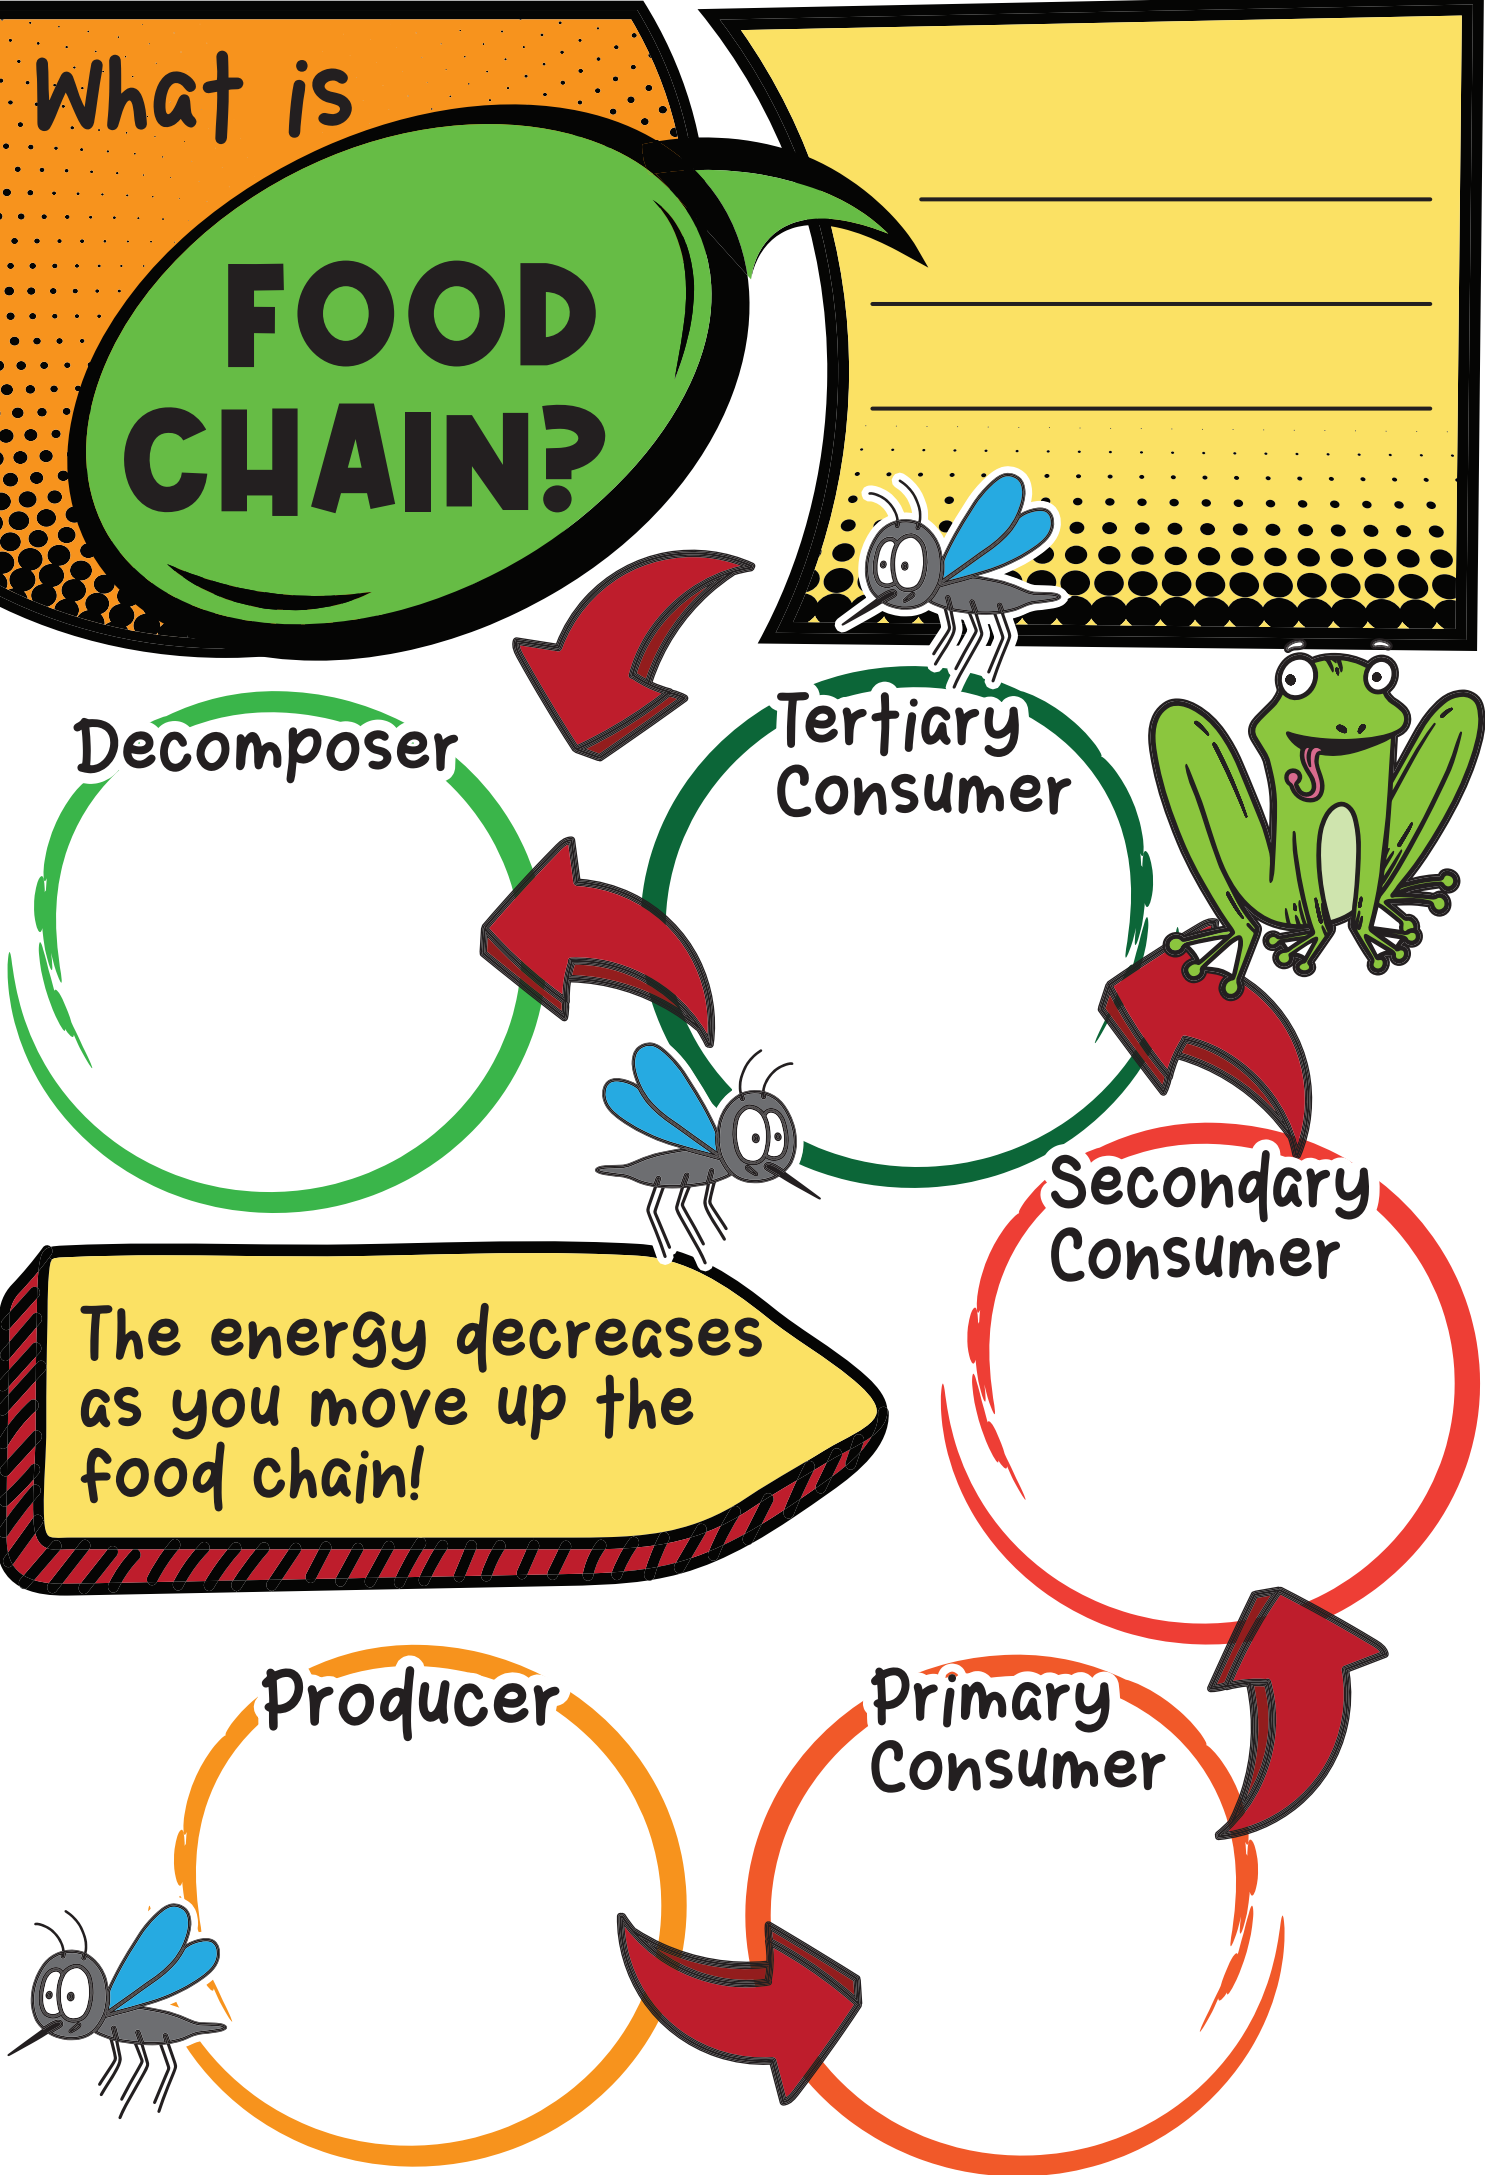 What is
FOOD
CHAIN?
Decomposer
Tertiary
Consumer
Secondary
Consumer
The energy decreases
as you move up the
food chain!
Producer
Primary
Consumer